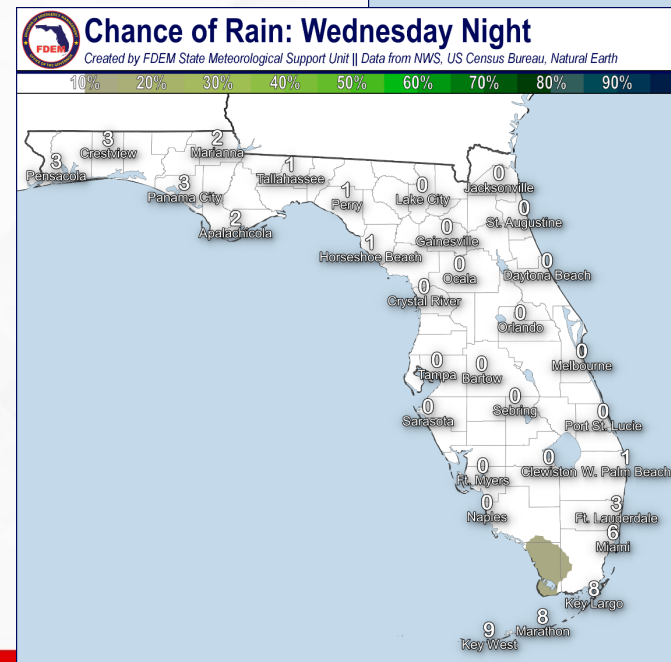 Chance of Rain: Wednesday Night
FDEM
Created by FDEM State Meteorological Support Unit || Data from NWS, US Census Bureau, Natural Earth
10% 20% 30% 40% 50% 60% 70% 80% 90%
3
Pensacola
3
Crestview
2
Marianna
3
Panama City
2
Apalachicola
1
Tallahassee
1
Perry
0
Lake City
0
Jacksonville
0
St. Augustine
0
Gainesville
1
Horseshoe Beach
0
Ocala
0
Daytona Beach
0
Crystal River
0
Orlando
0
Melbourne
0
Tampa
0
Bartow
0
Sebring
0
Sarasota
0
Port St. Lucie
0
Ft. Myers
0
Clewiston
1
W. Palm Beach
0
Naples
3
Ft. Lauderdale
6
Miami
8
Key Largo
8
Marathon
9
Key West